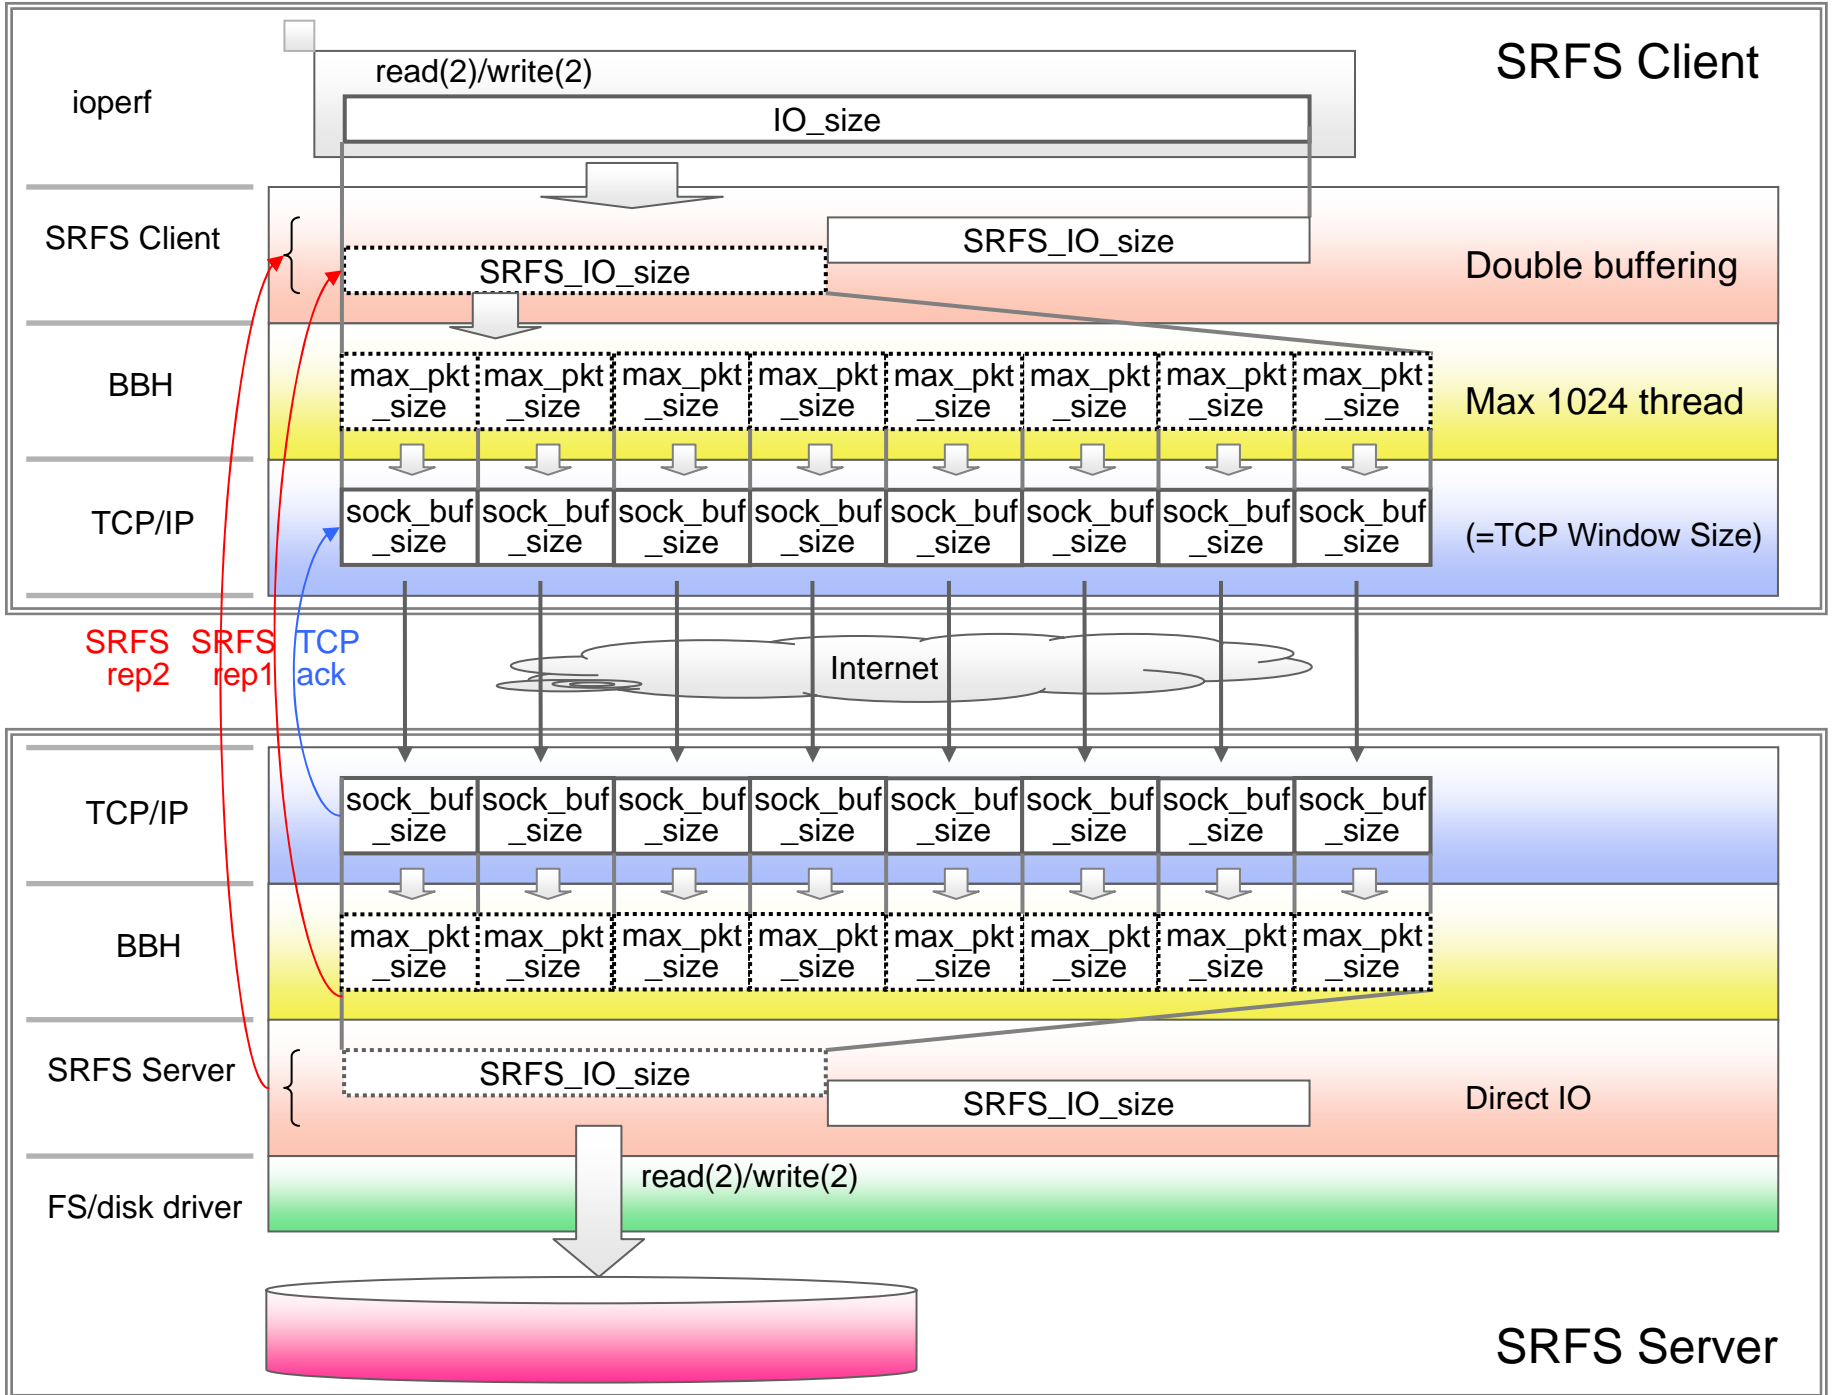 SRFS Client
read(2)/write(2)
ioperf
IO_size
SRFS Client
SRFS_IO_size
SRFS_IO_size
Double buffering
BBH
max_pkt max_pkt max_pkt max_pkt max_pkt max_pkt max_pkt max_pkt
_size _size _size _size _size _size _size _size
Max 1024 thread
TCP/IP
sock_buf sock_buf sock_buf sock_buf sock_buf sock_buf sock_buf sock_buf
_size _size _size _size _size _size _size _size
(=TCP Window Size)
SRFS SRFS TCP
rep2 rep1 ack
Internet
TCP/IP
sock_buf sock_buf sock_buf sock_buf sock_buf sock_buf sock_buf sock_buf
_size _size _size _size _size _size _size _size
BBH
max_pkt max_pkt max_pkt max_pkt max_pkt max_pkt max_pkt max_pkt
_size _size _size _size _size _size _size _size
SRFS Server
SRFS_IO_size
SRFS_IO_size
Direct IO
read(2)/write(2)
FS/disk driver
SRFS Server